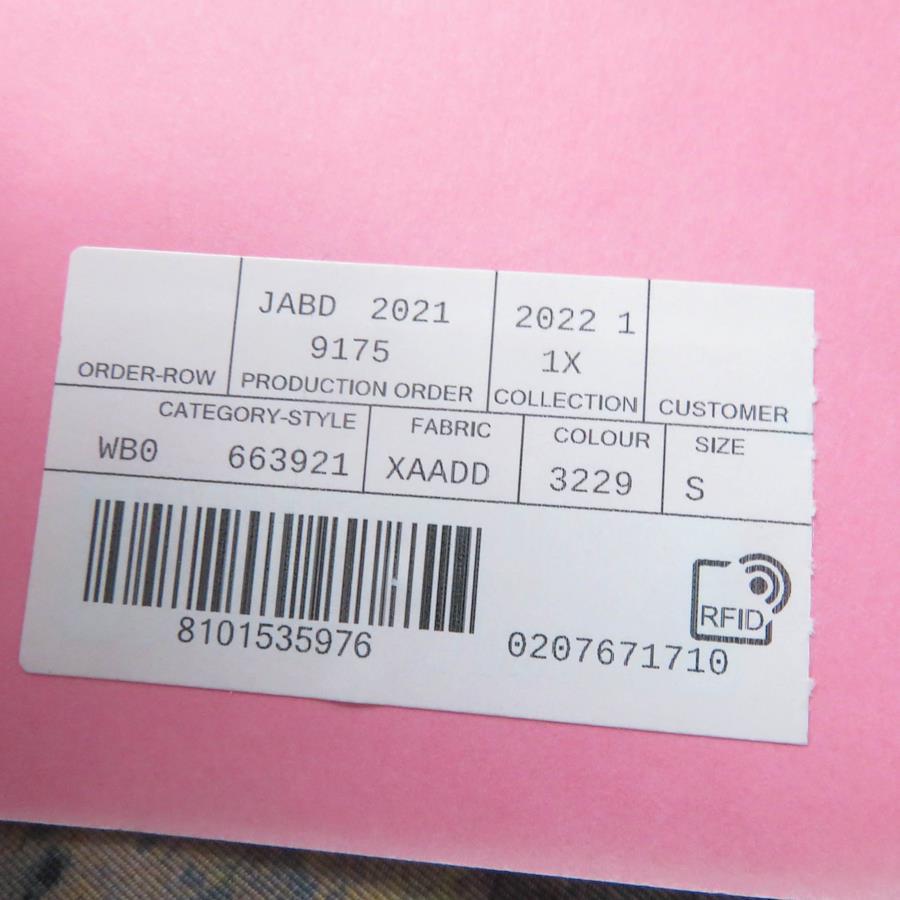 JABD 2021
9175
ORDER-ROW PRODUCTION ORDER
2022 1
1X
COLLECTION
CUSTOMER
CATEGORY-STYLE
WB0 663921
FABRIC
XAADD
COLOUR
3229
SIZE
S
8101535976
RFID
0207671710